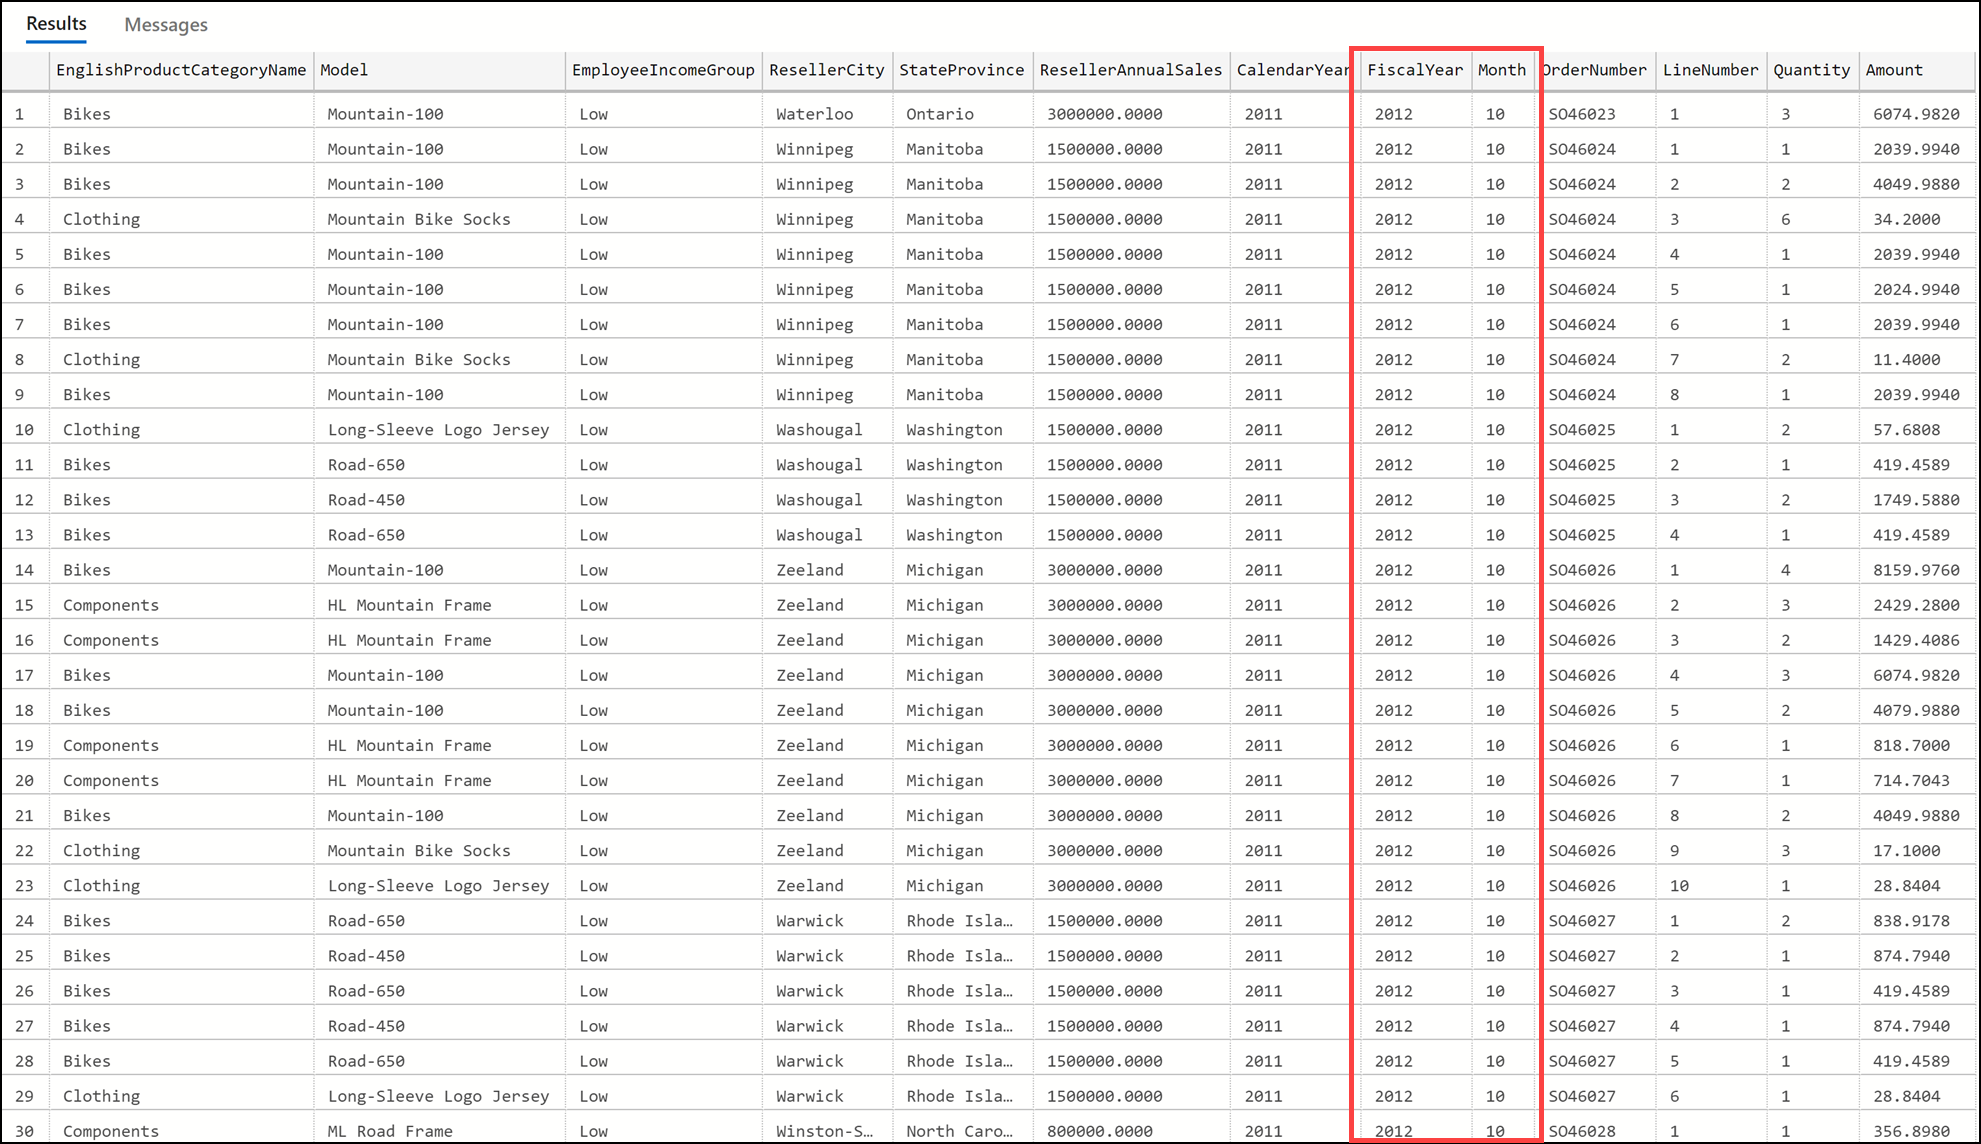 Results Messages
EnglishProductCategoryName Model EmployeeIncomeGroup ResellerCity StateProvince ResellerAnnualSales CalendarYear FiscalYear Month OrderNumber LineNumber Quantity Amount
1 Bikes Mountain-100 Low Waterloo Ontario 3000000.0000 2011 2012 10 SO46023 1 3 6074.9820
2 Bikes Mountain-100 Low Winnipeg Manitoba 1500000.0000 2011 2012 10 SO46024 1 1 2039.9940
3 Bikes Mountain-100 Low Winnipeg Manitoba 1500000.0000 2011 2012 10 SO46024 2 2 4049.9880
4 Clothing Mountain Bike Socks Low Winnipeg Manitoba 1500000.0000 2011 2012 10 SO46024 3 6 34.2000
5 Bikes Mountain-100 Low Winnipeg Manitoba 1500000.0000 2011 2012 10 SO46024 4 1 2039.9940
6 Bikes Mountain-100 Low Winnipeg Manitoba 1500000.0000 2011 2012 10 SO46024 5 1 2024.9940
7 Bikes Mountain-100 Low Winnipeg Manitoba 1500000.0000 2011 2012 10 SO46024 6 1 2039.9940
8 Clothing Mountain Bike Socks Low Winnipeg Manitoba 1500000.0000 2011 2012 10 SO46024 7 2 11.4000
9 Bikes Mountain-100 Low Winnipeg Manitoba 1500000.0000 2011 2012 10 SO46024 8 1 2039.9940
10 Clothing Long-Sleeve Logo Jersey Low Washougal Washington 1500000.0000 2011 2012 10 SO46025 1 2 57.6808
11 Bikes Road-650 Low Washougal Washington 1500000.0000 2011 2012 10 SO46025 2 1 419.4589
12 Bikes Road-450 Low Washougal Washington 1500000.0000 2011 2012 10 SO46025 3 2 1749.5880
13 Bikes Road-650 Low Washougal Washington 1500000.0000 2011 2012 10 SO46025 4 1 419.4589
14 Bikes Mountain-100 Low Zeeland Michigan 3000000.0000 2011 2012 10 SO46026 1 4 8159.9760
15 Components HL Mountain Frame Low Zeeland Michigan 3000000.0000 2011 2012 10 SO46026 2 3 2429.2800
16 Components HL Mountain Frame Low Zeeland Michigan 3000000.0000 2011 2012 10 SO46026 3 2 1429.4086
17 Bikes Mountain-100 Low Zeeland Michigan 3000000.0000 2011 2012 10 SO46026 4 3 6074.9820
18 Bikes Mountain-100 Low Zeeland Michigan 3000000.0000 2011 2012 10 SO46026 5 2 4079.9880
19 Components HL Mountain Frame Low Zeeland Michigan 3000000.0000 2011 2012 10 SO46026 6 1 818.7000
20 Components HL Mountain Frame Low Zeeland Michigan 3000000.0000 2011 2012 10 SO46026 7 1 714.7043
21 Bikes Mountain-100 Low Zeeland Michigan 3000000.0000 2011 2012 10 SO46026 8 2 4049.9880
22 Clothing Mountain Bike Socks Low Zeeland Michigan 3000000.0000 2011 2012 10 SO46026 9 3 17.1000
23 Clothing Long-Sleeve Logo Jersey Low Zeeland Michigan 3000000.0000 2011 2012 10 SO46026 10 1 28.8404
24 Bikes Road-650 Low Warwick Rhode Isla… 1500000.0000 2011 2012 10 SO46027 1 2 838.9178
25 Bikes Road-450 Low Warwick Rhode Isla… 1500000.0000 2011 2012 10 SO46027 2 1 874.7940
26 Bikes Road-650 Low Warwick Rhode Isla… 1500000.0000 2011 2012 10 SO46027 3 1 419.4589
27 Bikes Road-450 Low Warwick Rhode Isla… 1500000.0000 2011 2012 10 SO46027 4 1 874.7940
28 Bikes Road-650 Low Warwick Rhode Isla… 1500000.0000 2011 2012 10 SO46027 5 1 419.4589
29 Clothing Long-Sleeve Logo Jersey Low Warwick Rhode Isla… 1500000.0000 2011 2012 10 SO46027 6 1 28.8404
30 Components ML Road Frame Low Winston-S… North Caro… 800000.0000 2011 2012 10 SO46028 1 1 356.8980